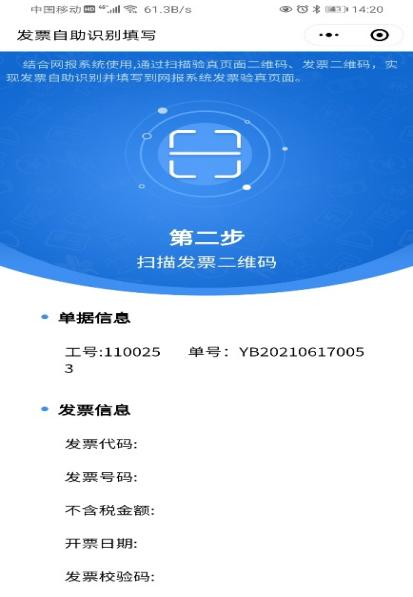 中国移动 HD 4G 61.3B/s 43 14:20
发票自助识别填写
结合网报系统使用,通过扫描验真页面二维码、发票二维码，实
现发票自助识别并填写到网报系统发票验真页面。
第二步
扫描发票二维码
单据信息
工号:110025 单号：YB20210617005
3
发票信息
发票代码:
发票号码:
不含税金额:
开票日期:
发票校验码: